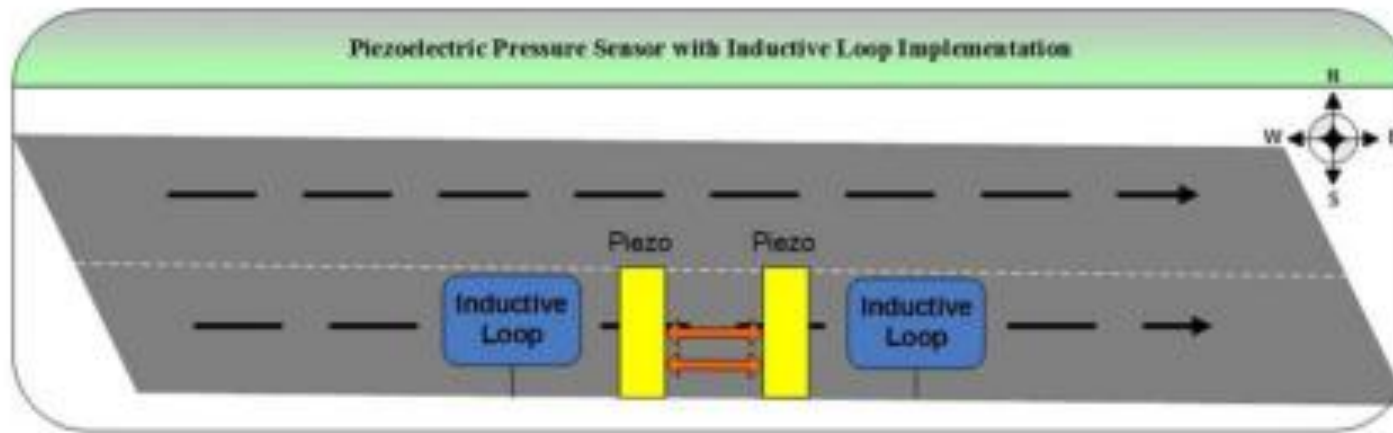 Piezoelectric Pressure Sensor with Inductive Loop Implementation
N
W
E
S
Piezo
Piezo
Inductive
Loop
Inductive
Loop